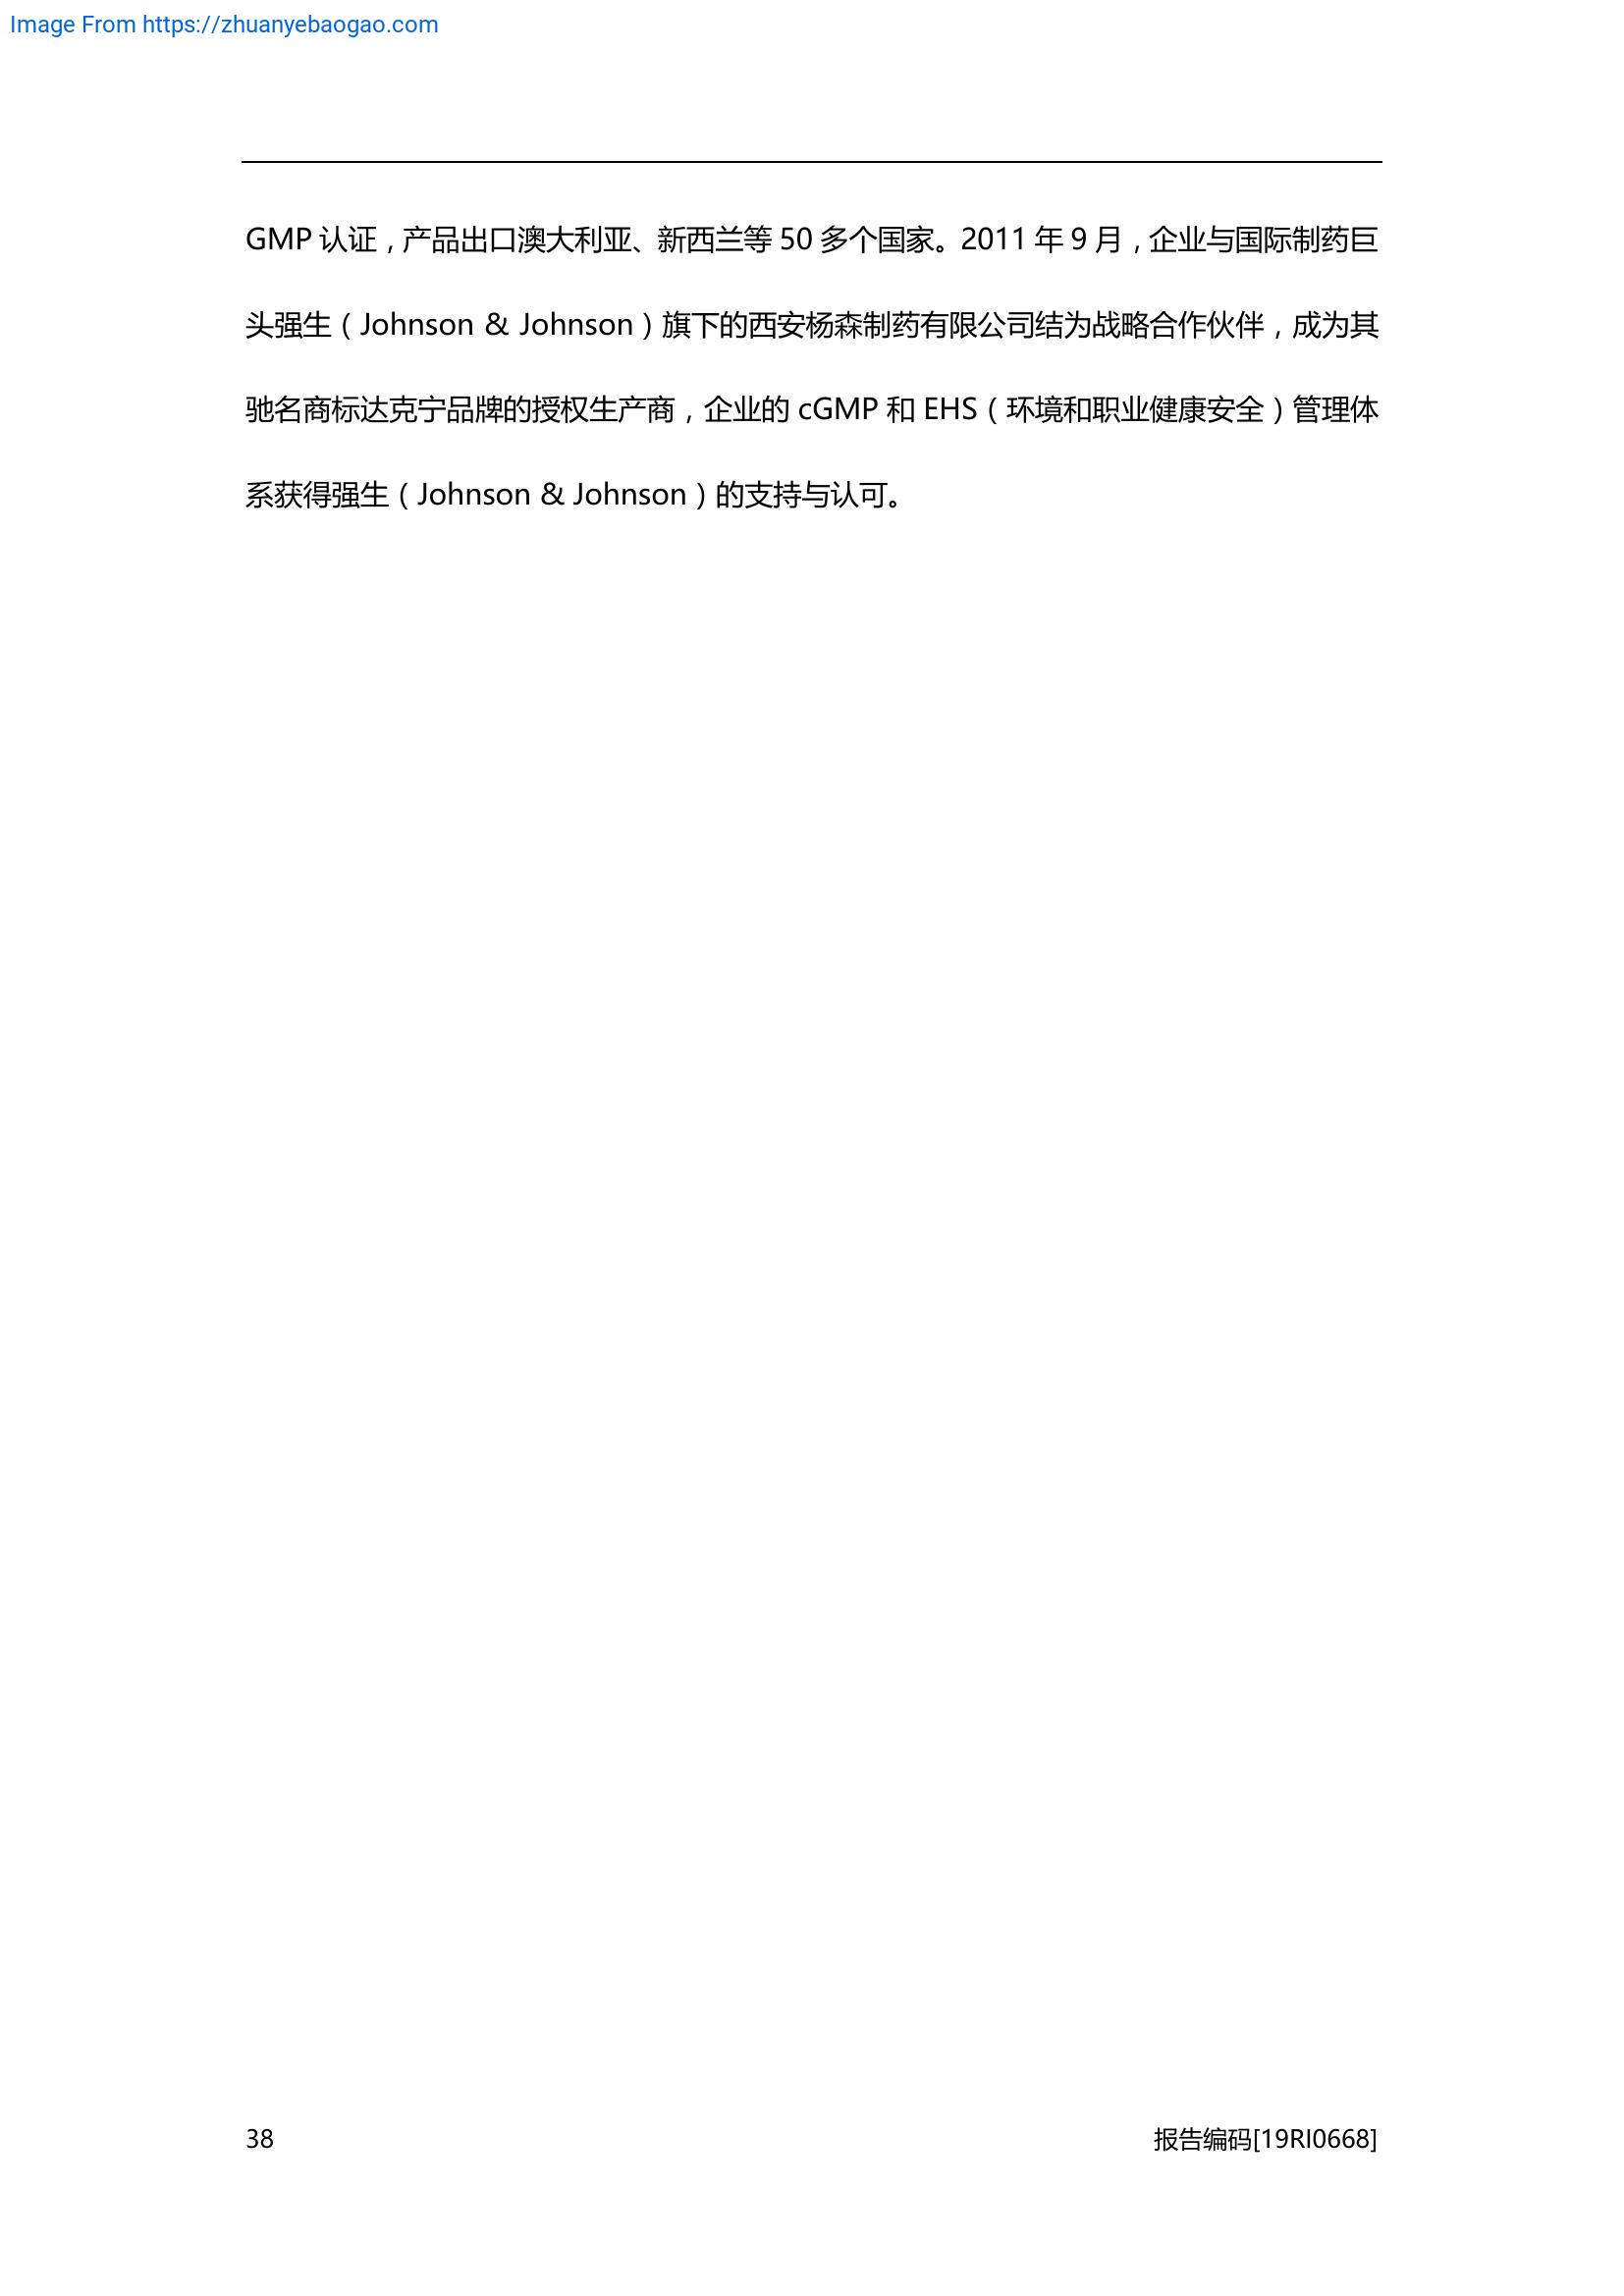 Image From https://zhuanyebaogao.com
GMP 认证，产品出口澳大利亚、新西兰等 50 多个国家。2011 年 9 月，企业与国际制药巨
头强生（Johnson & Johnson）旗下的西安杨森制药有限公司结为战略合作伙伴，成为其
驰名商标达克宁品牌的授权生产商，企业的 cGMP 和 EHS（环境和职业健康安全）管理体
系获得强生（Johnson & Johnson）的支持与认可。
38 报告编码[19RI0668]